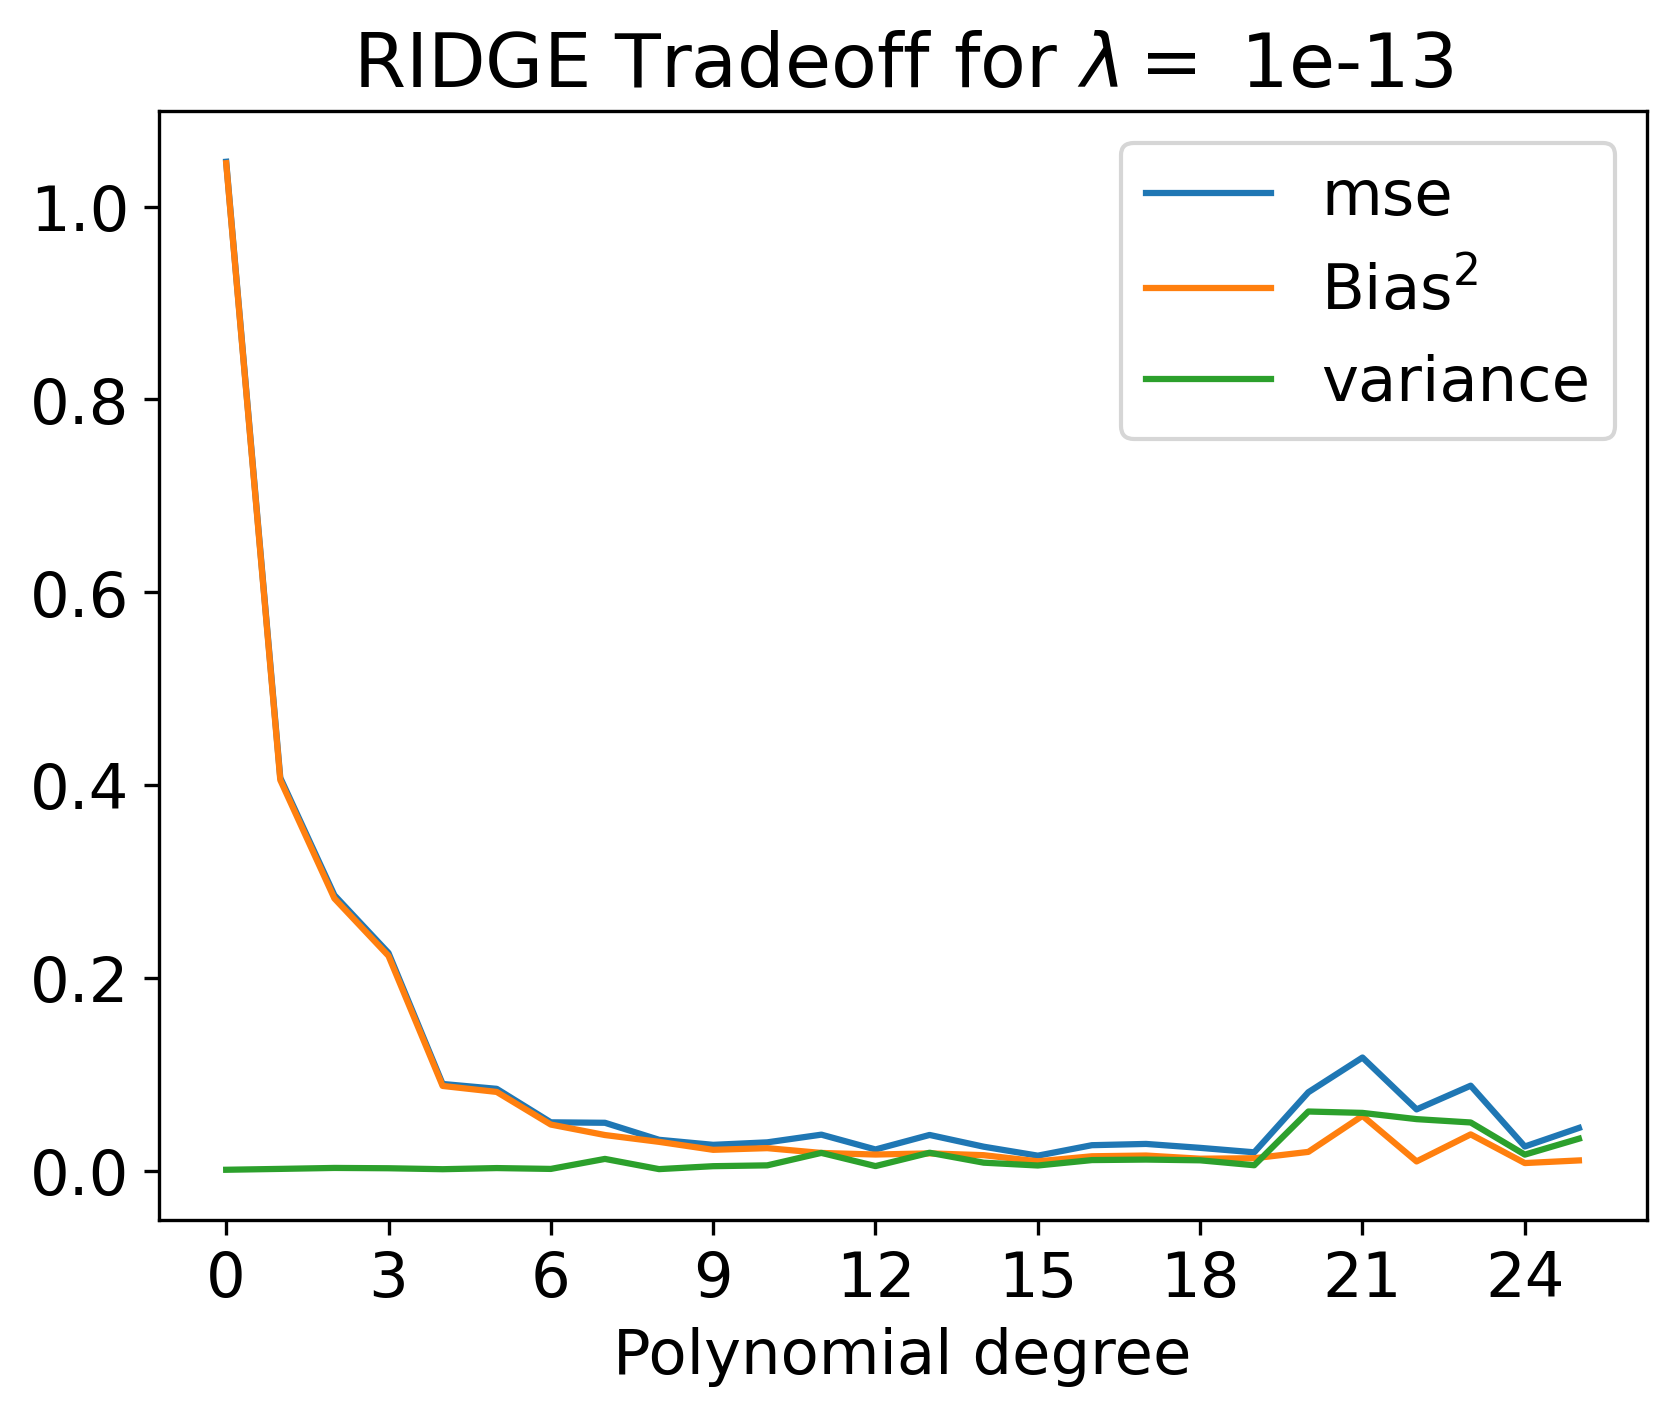 RIDGE Tradeoff for λ = 1e-13
1.0
0.8
0.6
0.4
0.2
0.0
mse
Bias²
variance
0 3 6 9 12 15 18 21 24
Polynomial degree